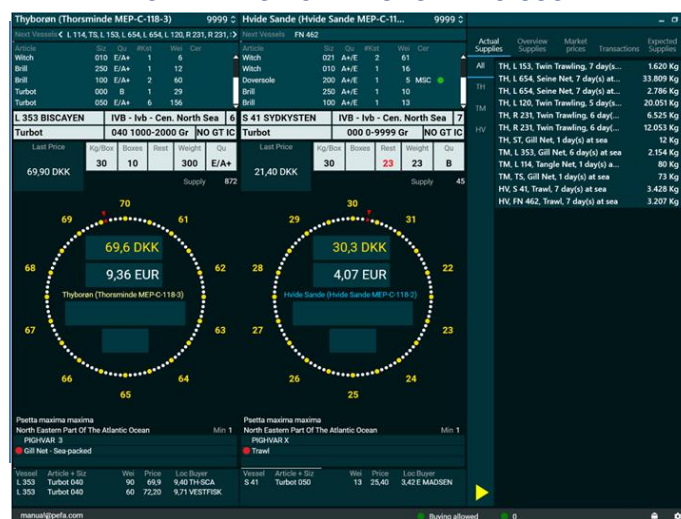 Thyborøn (Thorsminde MEP-C-118-3) 9999
Next Vessels L 114, TS, L 153, L 654, L 654, L 120, R 231, R 231,
Article Siz Qu #Kst Wei Cer
Witch 010 E/A+ 1 6
Brill 250 E/A+ 1 12
Brill 100 E/A+ 2 60
Turbot 000 B 1 29
Turbot 050 E/A+ 6 156
L 353 BISCAYEN IVB - Ivb - Cen. North Sea 6
Turbot 040 1000-2000 Gr NO GT IC
Last Price Kg/Box Boxes Rest Weight Qu
69,90 DKK 30 10 300 E/A+
Supply 872
70
69 61
69,6 DKK
68 9,36 EUR 62
Thyborøn (Thorsminde MEP-C-118-3)
67 63
66 64
65
Psetta maxima maxima
North Eastern Part Of The Atlantic Ocean Min 1
PIGHVAR 3
Gill Net - Sea-packed
Vessel Article + Siz Wei Price Loc Buyer
L 353 Turbot 040 90 69,9 9,40 TH-SCA
L 353 Turbot 040 60 72,20 9,71 VESTFISK
manual@pefa.com
Hvide Sande (Hvide Sande MEP-C-11... 9999
Next Vessels FN 462
Article Siz Qu #Kst Wei Cer
Witch 021 A+/E 2 61
Witch 010 A+/E 1 16
Doversole 200 A+/E 1 5 MSC
Brill 250 A+/E 1 10
Brill 100 A+/E 1 13
S 41 SYDKYSTEN IVB - Ivb - Cen. North Sea 7
Turbot 000 0-9999 Gr NO GT IC
Last Price Kg/Box Boxes Rest Weight Qu
21,40 DKK 30 23 23 B
Supply 45
30
29 31
30,3 DKK
28 4,07 EUR 22
Hvide Sande (Hvide Sande MEP-C-118-2)
27 23
26 24
25
Psetta maxima maxima
North Eastern Part Of The Atlantic Ocean Min 1
PIGHVAR X
Trawl
Vessel Article + Siz Wei Price Loc Buyer
S 41 Turbot 050 13 25,40 3,42 E MADSEN
Buying allowed 0
Actual Supplies Overview Supplies Market prices Transactions Expected Supplies
All
TH
TM
HV
TH, L 153, Twin Trawling, 7 day(s... 1.620 Kg
TH, L 654, Seine Net, 7 day(s) at... 33.809 Kg
TH, L 654, Seine Net, 7 day(s) at... 2.786 Kg
TH, L 120, Twin Trawling, 5 day(s... 20.051 Kg
TH, R 231, Twin Trawling, 6 day(... 6.525 Kg
TH, R 231, Twin Trawling, 6 day(... 12.053 Kg
TH, ST, Gill Net, 1 day(s) at sea 12 Kg
TM, L 353, Gill Net, 6 day(s) at sea 2.154 Kg
TM, L 114, Tangle Net, 1 day(s) a... 80 Kg
TM, TS, Gill Net, 1 day(s) at sea 73 Kg
HV, S 41, Trawl, 7 day(s) at sea 3.428 Kg
HV, FN 462, Trawl, 7 day(s) at sea 3.207 Kg